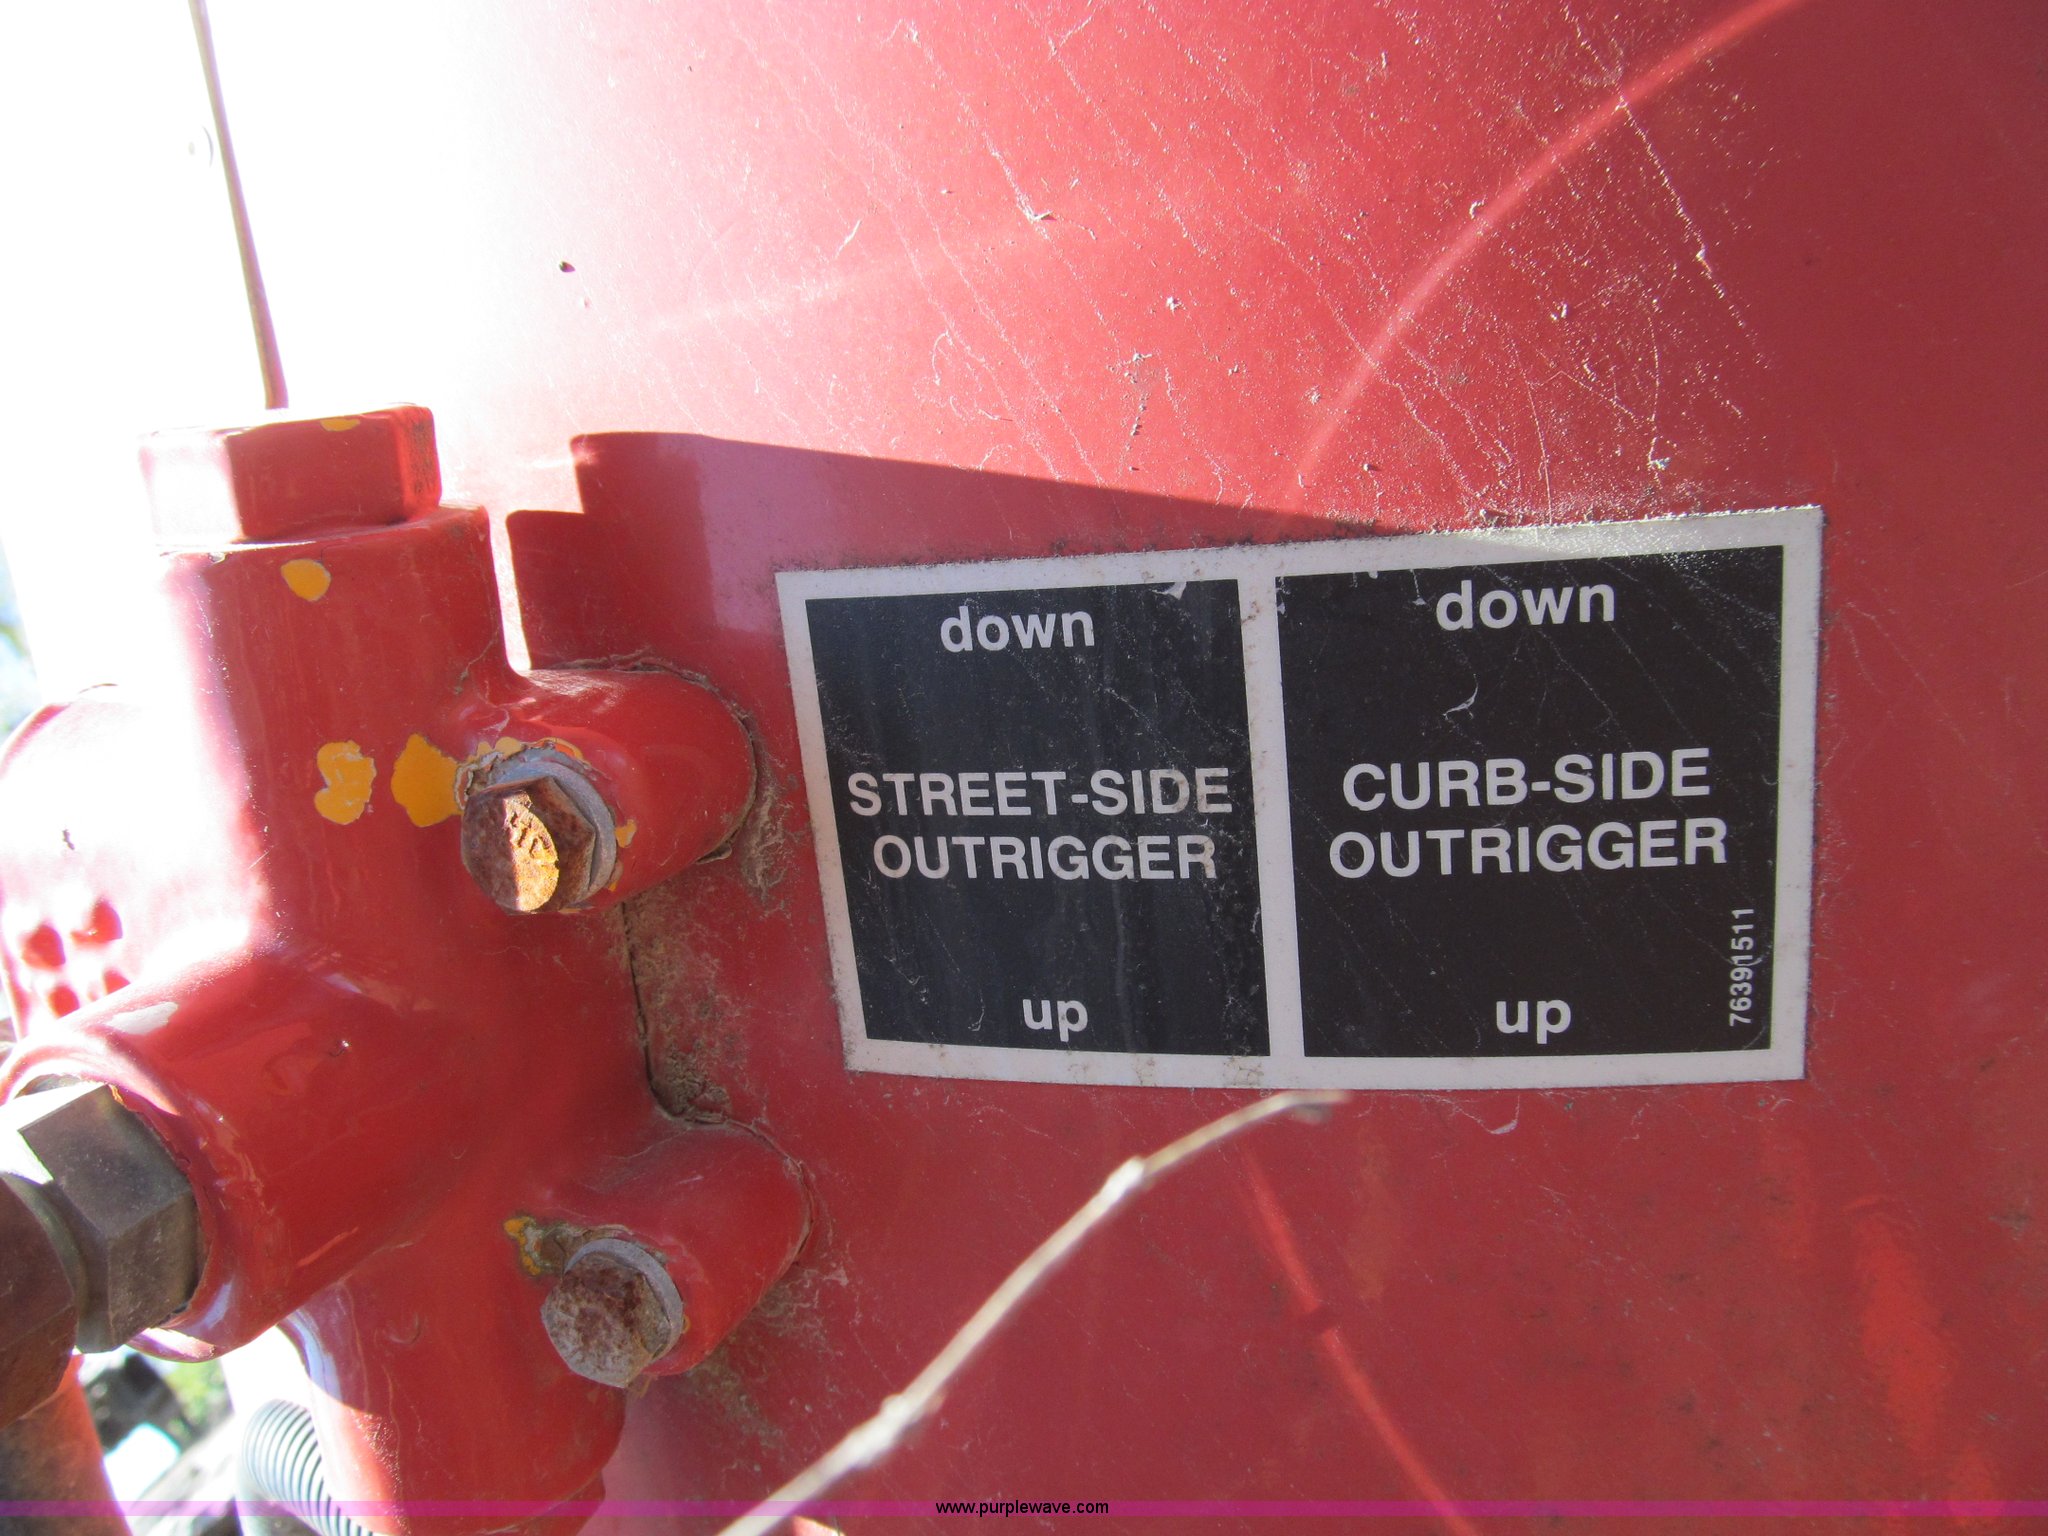 down
STREET-SIDE
OUTRIGGER
up
down
CURB-SIDE
OUTRIGGER
up
76391511
www.purplewave.com